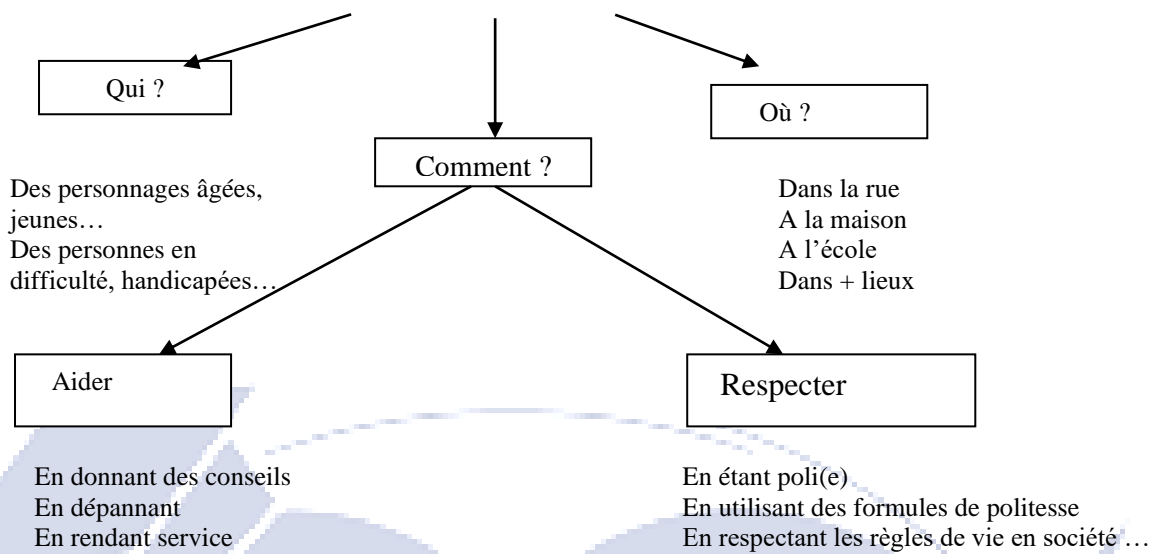 Qui ?
Où ?
Comment ?
Des personnages âgées,
jeunes…
Des personnes en
difficulté, handicapées…
Dans la rue
A la maison
A l’école
Dans + lieux
Aider
Respecter
En donnant des conseils
En dépannant
En rendant service
En étant poli(e)
En utilisant des formules de politesse
En respectant les règles de vie en société …